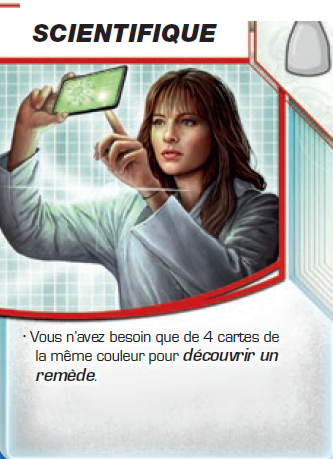 SCIENTIFIQUE
· Vous n'avez besoin que de 4 cartes de
la même couleur pour découvrir un
remède.